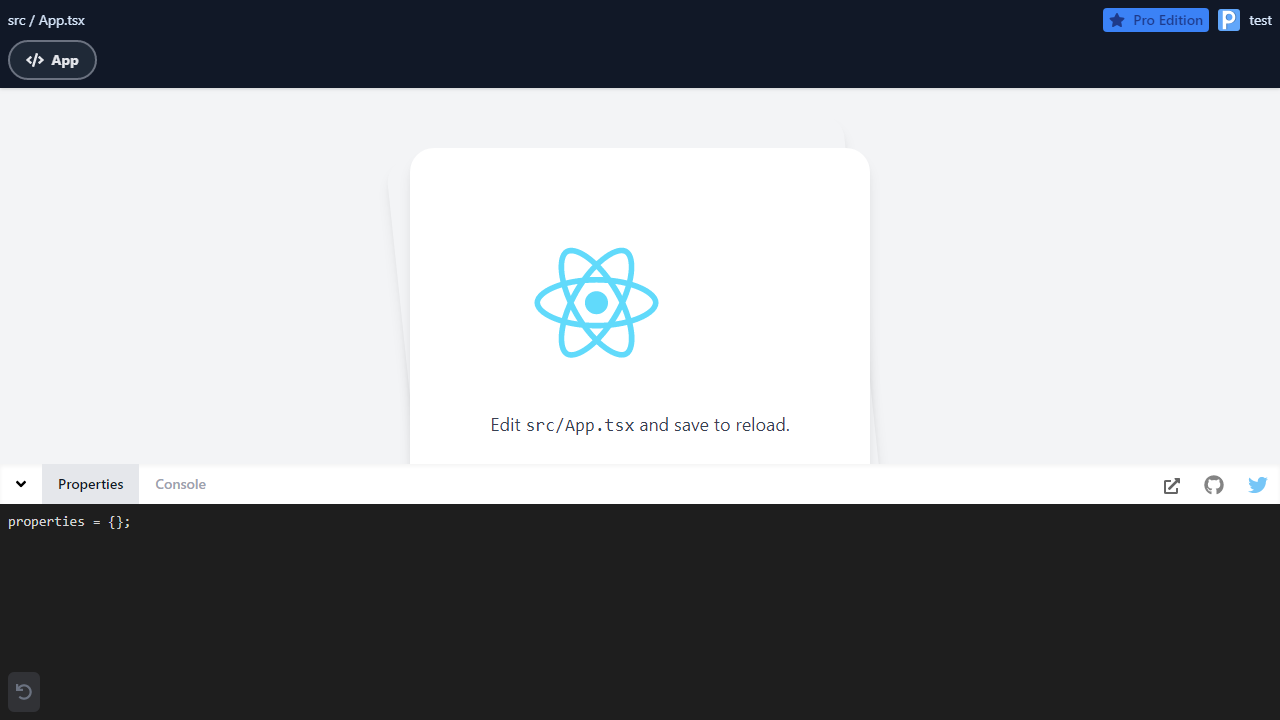 src / App.tsx
Pro Edition
test
</> App
Edit src/App.tsx and save to reload.
Properties
Console
properties = {};